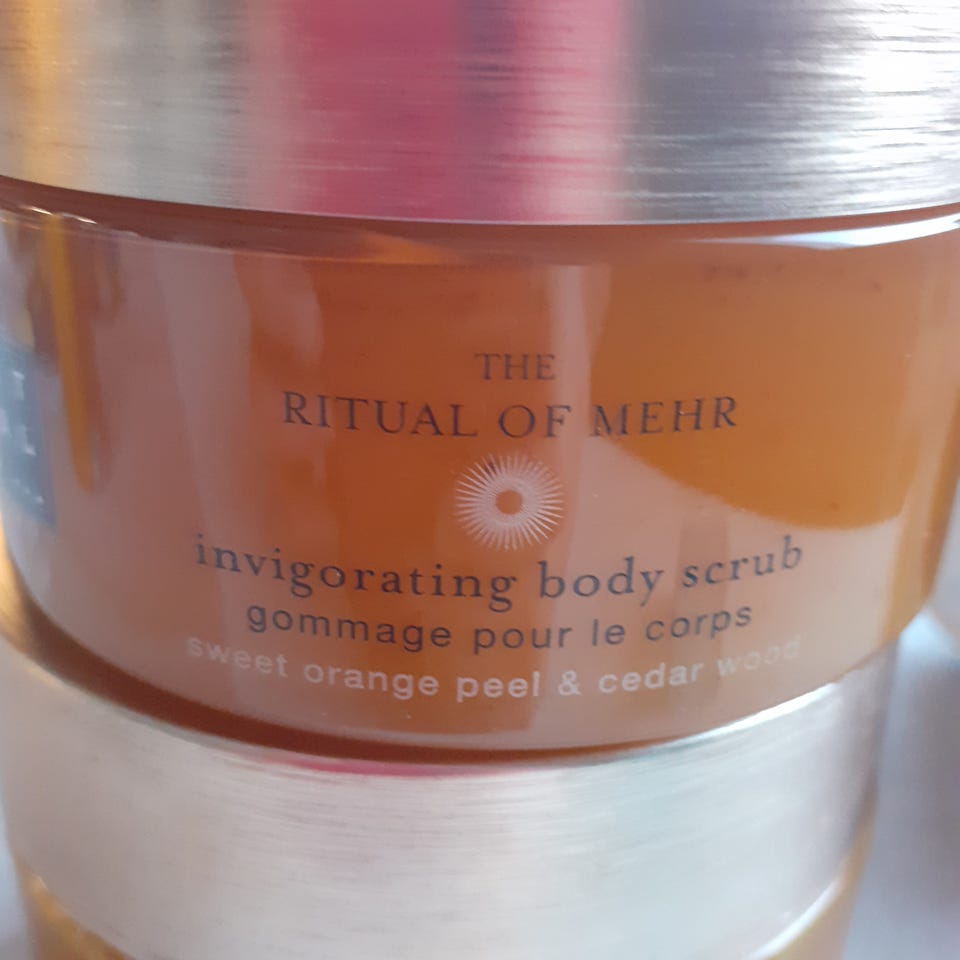 THE
RITUAL OF MEHR
invigorating body scrub
gommage pour le corps
sweet orange peel & cedar wood